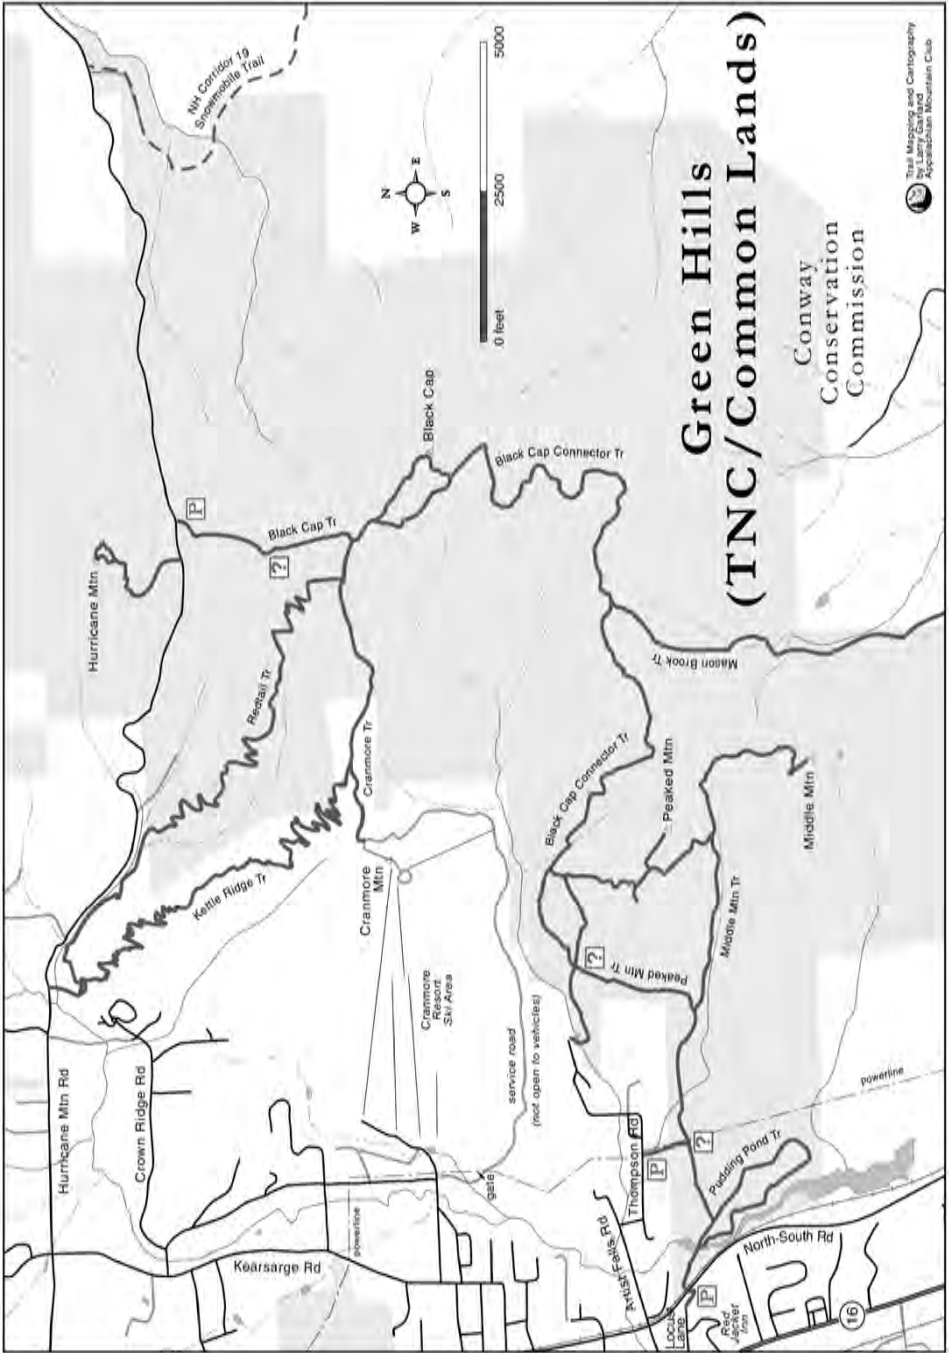 Green Hills
(TNC/Common Lands)
Conway
Conservation
Commission
Trail Mapping and Cartography
by Larry Garland
Appalachian Mountain Club
NH Corridor 19
Snowmobile Trail
N
E
S
W
0 feet
2500
5000
Hurricane Mtn
P
Black Cap Tr
?
Black Cap
Black Cap Connector Tr
Redtail Tr
Cranmore Tr
Kettle Ridge Tr
Cranmore
Mtn
Cranmore
Resort
Ski Area
Mason Brook Tr
Black Cap Connector Tr
Peaked Mtn
Middle Mtn
Middle Mtn Tr
?
Peaked Mtn Tr
service road
(not open to vehicles)
Hurricane Mtn Rd
Crown Ridge Rd
Kearsarge Rd
powerline
gate
powerline
Thompson Rd
P
?
Pudding Pond Tr
Artist Falls Rd
North-South Rd
Locust
Lane
P
Red
Jacket
Inn
16